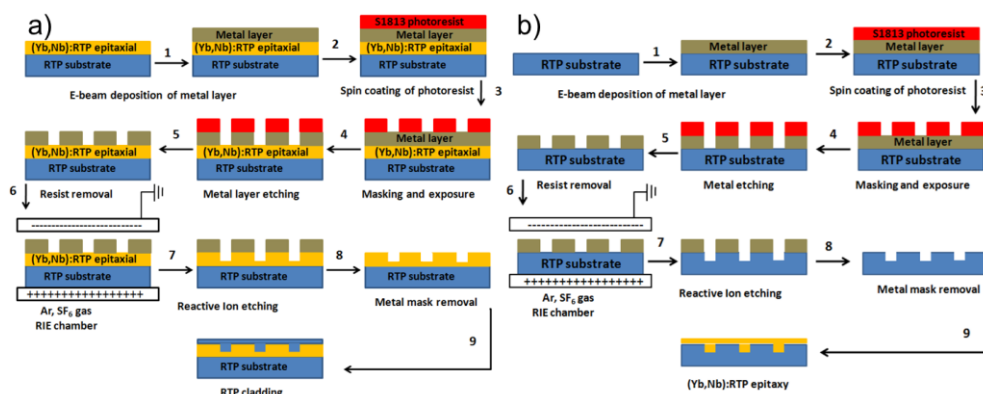 a)
(Yb,Nb):RTP epitaxial
RTP substrate
1
Metal layer
(Yb,Nb):RTP epitaxial
RTP substrate
2
S1813 photoresist
Metal layer
(Yb,Nb):RTP epitaxial
RTP substrate
E-beam deposition of metal layer
Spin coating of photoresist
3
RTP substrate
5
(Yb,Nb):RTP epitaxial
RTP substrate
4
Metal layer
(Yb,Nb):RTP epitaxial
RTP substrate
(Yb,Nb):RTP epitaxial
6
Resist removal
Metal layer etching
Masking and exposure
---------------------------
(Yb,Nb):RTP epitaxial
RTP substrate
+++++++++++++++++
7
RTP substrate
8
RTP substrate
Ar, SF6 gas
RIE chamber
Reactive Ion etching
Metal mask removal
9
RTP substrate
RTP cladding
b)
RTP substrate
1
Metal layer
RTP substrate
2
S1813 photoresist
Metal layer
RTP substrate
E-beam deposition of metal layer
Spin coating of photoresist
3
RTP substrate
5
RTP substrate
4
Metal layer
RTP substrate
6
Resist removal
Metal etching
Masking and exposure
---------------------------
RTP substrate
+++++++++++++++++
7
8
Ar, SF6 gas
RIE chamber
Reactive Ion etching
Metal mask removal
9
(Yb,Nb):RTP epitaxy